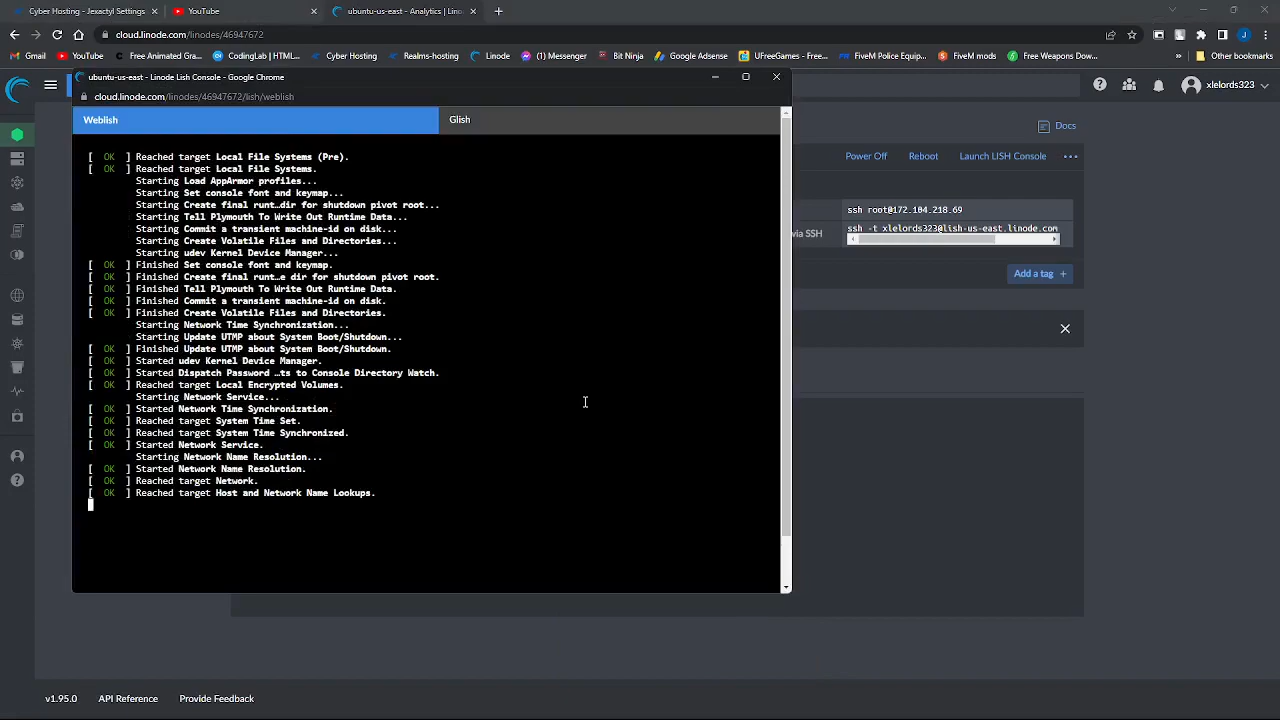 Cyber Hosting - Jexactyl Settings
YouTube
ubuntu-us-east - Analytics | Lino
cloud.linode.com/linodes/46947672
Gmail
YouTube
Free Animated Gra...
CodingLab | HTML...
Cyber Hosting
Realms-hosting
Linode
(1) Messenger
Bit Ninja
Google Adsense
UFreeGames - Free...
FiveM Police Expan...
FiveM mods
Free Weapons Dow...
Other bookmarks
ubuntu-us-east - Linode Lish Console - Google Chrome
cloud.linode.com/linodes/46947672/lish/weblish
xlelords323
Weblish
Glish
Docs
Power Off
Reboot
Launch LISH Console
ssh root@172.104.218.69
via SSH
ssh -t xlelords323@lish-us-east.linode.com
Add a tag +
[ OK ] Reached target Local File Systems (Pre).
[ OK ] Reached target Local File Systems.
Starting Load AppArmor profiles...
Starting Set console font and keymap...
Starting Create final runt…dir for shutdown pivot root...
Starting Tell Plymouth To Write Out Runtime Data...
Starting Commit a transient machine-id on disk...
Starting Create Volatile Files and Directories...
Starting udev Kernel Device Manager...
[ OK ] Finished Set console font and keymap.
[ OK ] Finished Create final runt…e dir for shutdown pivot root.
[ OK ] Finished Tell Plymouth To Write Out Runtime Data.
[ OK ] Finished Commit a transient machine-id on disk.
[ OK ] Finished Create Volatile Files and Directories.
Starting Network Time Synchronization...
Starting Update UTMP about System Boot/Shutdown...
[ OK ] Finished Update UTMP about System Boot/Shutdown.
[ OK ] Started udev Kernel Device Manager.
[ OK ] Started Dispatch Password …ts to Console Directory Watch.
[ OK ] Reached target Local Encrypted Volumes.
Starting Network Service...
[ OK ] Started Network Time Synchronization.
[ OK ] Reached target System Time Set.
[ OK ] Reached target System Time Synchronized.
[ OK ] Started Network Service.
Starting Network Name Resolution...
[ OK ] Started Network Name Resolution.
[ OK ] Reached target Network.
[ OK ] Reached target Host and Network Name Lookups.
v1.95.0
API Reference
Provide Feedback